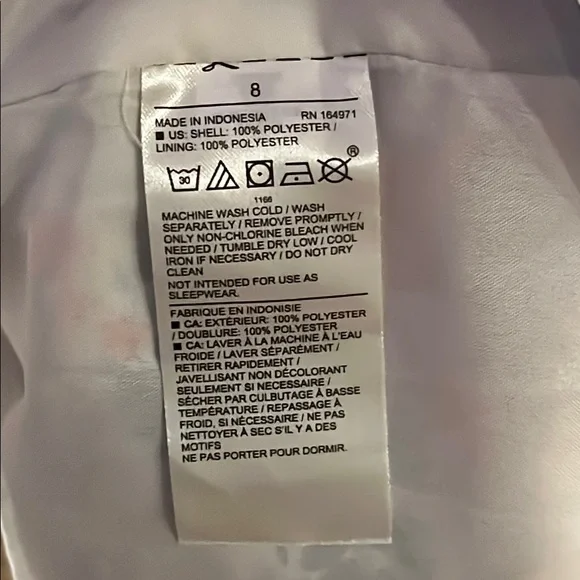 8
MADE IN INDONESIA RN 164971
■ US: SHELL: 100% POLYESTER /
LINING: 100% POLYESTER
30
®
1166
MACHINE WASH COLD / WASH
SEPARATELY / REMOVE PROMPTLY /
ONLY NON-CHLORINE BLEACH WHEN
NEEDED / TUMBLE DRY LOW / COOL
IRON IF NECESSARY / DO NOT DRY
CLEAN
NOT INTENDED FOR USE AS
SLEEPWEAR.
FABRIQUE EN INDONISIE
■ CA: EXTÉRIEUR: 100% POLYESTER
/ DOUBLURE: 100% POLYESTER
■ CA: LAVER À LA MACHINE À L'EAU
FROIDE / LAVER SÉPARÉMENT /
RETIRER RAPIDEMENT /
JAVELLISANT NON DÉCOLORANT
SEULEMENT SI NECESSAIRE /
SÉCHER PAR CULBUTAGE À BASSE
TEMPÉRATURE / REPASSAGE À
FROID, SI NÉCESSAIRE / NE PAS
NETTOYER À SEC S'IL Y A DES
MOTIFS
NE PAS PORTER POUR DORMIR.